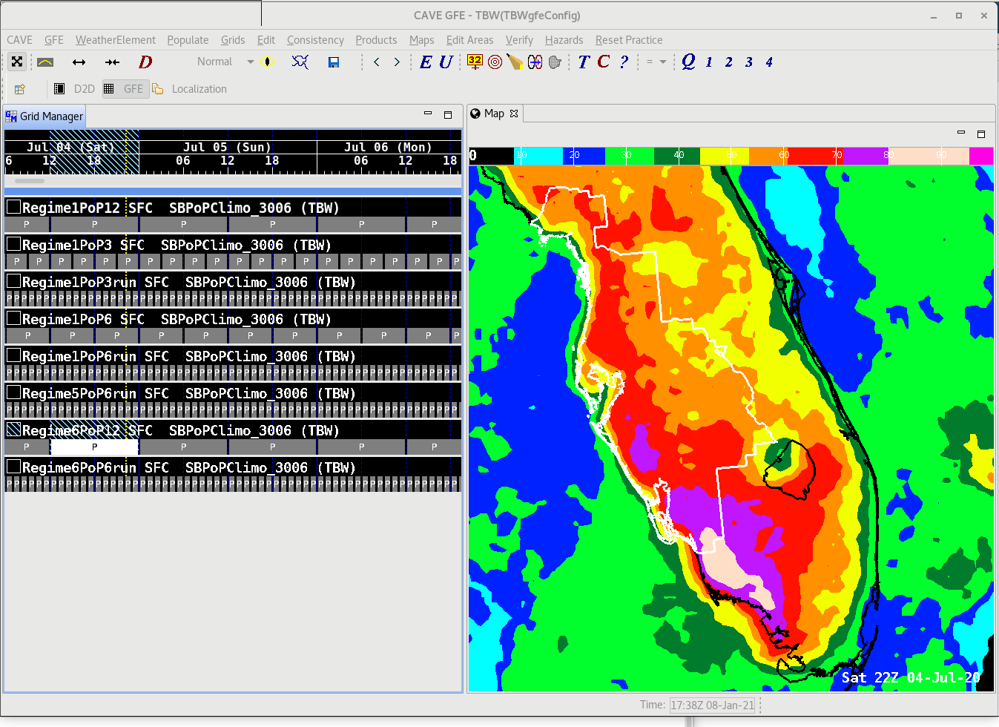 CAVE GFE - TBW(TBWgfeConfig)
CAVE GFE WeatherElement Populate Grids Edit Consistency Products Maps Edit Areas Verify Hazards Reset Practice
D Normal < > E U 32 T C ? = Q 1 2 3 4
D2D GFE Localization
GM Grid Manager
Map
Jul 04 (Sat) Jul 05 (Sun) Jul 06 (Mon)
6 12 18 06 12 18 06 12 18
0 10 20 30 40 50 60 70 80 90
Regime1PoP12 SFC SBPoPClimo_3006 (TBW)
P P P P P P
Regime1PoP3 SFC SBPoPClimo_3006 (TBW)
P P P P P P P P P P P P P P P P P P P P P
Regime1PoP3run SFC SBPoPClimo_3006 (TBW)
Regime1PoP6 SFC SBPoPClimo_3006 (TBW)
P P P P P P P P P P P
Regime1PoP6run SFC SBPoPClimo_3006 (TBW)
Regime5PoP6run SFC SBPoPClimo_3006 (TBW)
Regime6PoP12 SFC SBPoPClimo_3006 (TBW)
P P P P P P
Regime6PoP6run SFC SBPoPClimo_3006 (TBW)
Sat 22Z 04-Jul-20
Time: 17:38Z 08-Jan-21